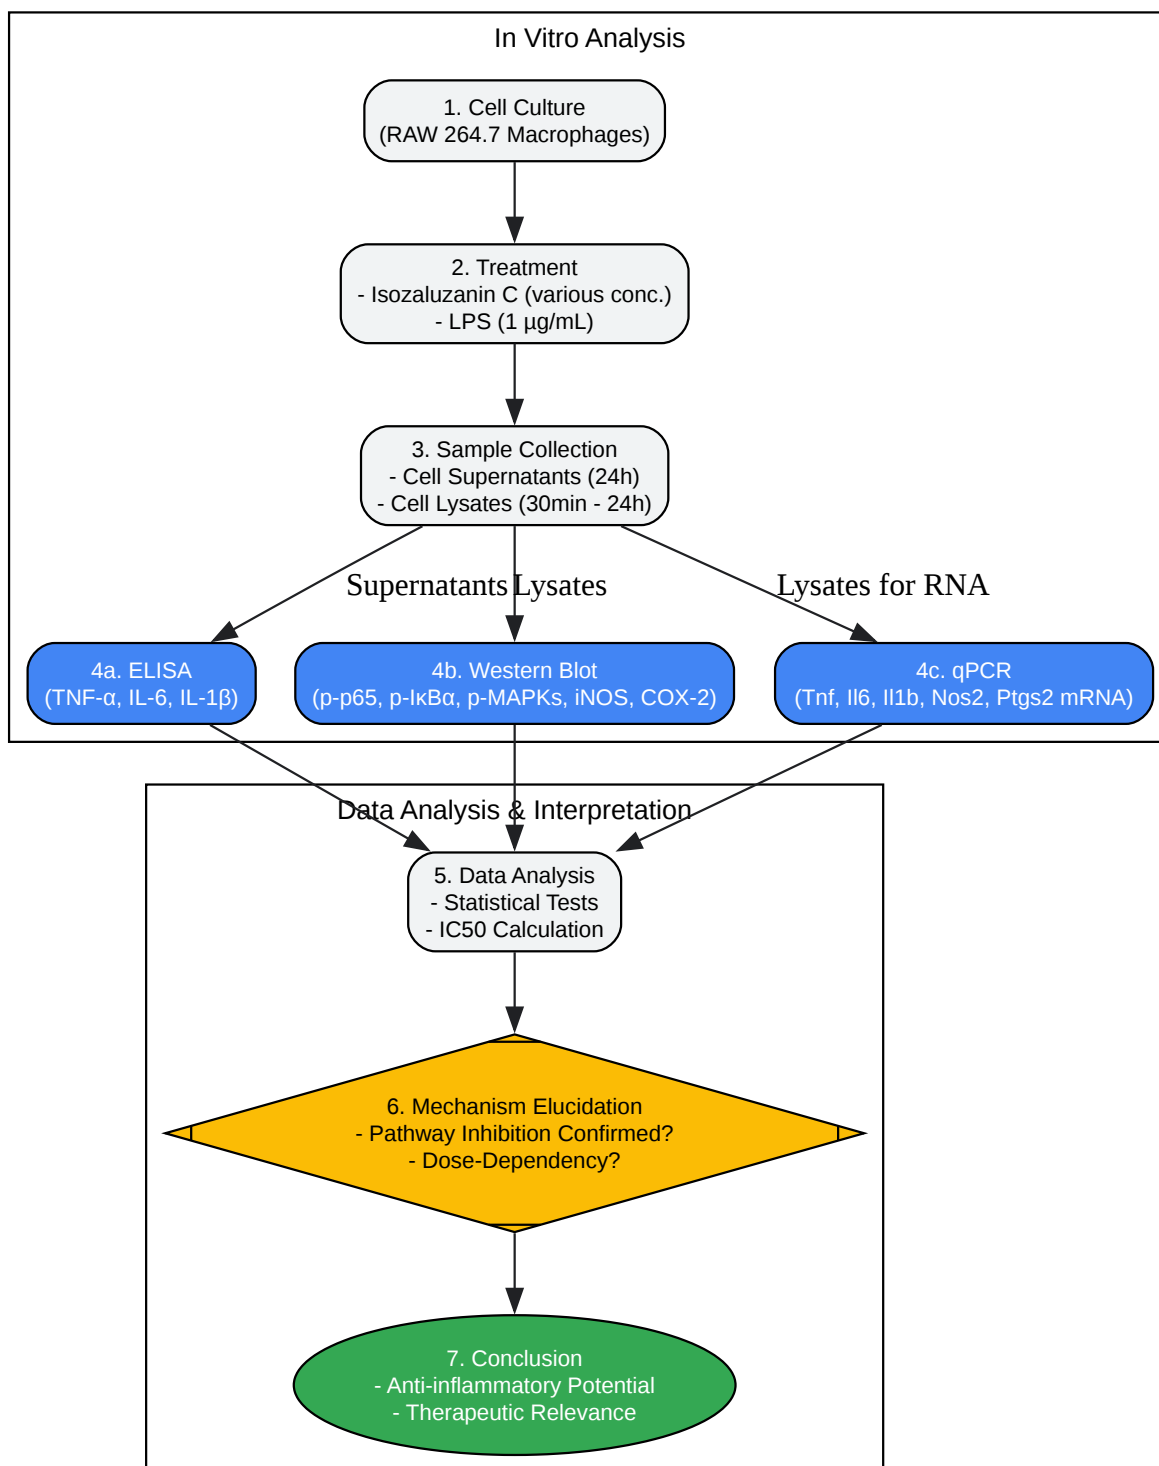 In Vitro Analysis
1. Cell Culture
(RAW 264.7 Macrophages)
2. Treatment
- Isozaluzanin C (various conc.)
- LPS (1 µg/mL)
3. Sample Collection
- Cell Supernatants (24h)
- Cell Lysates (30min - 24h)
Supernatants
Lysates
Lysates for RNA
4a. ELISA
(TNF-α, IL-6, IL-1β)
4b. Western Blot
(p-p65, p-IκBα, p-MAPKs, iNOS, COX-2)
4c. qPCR
(Tnf, Il6, Il1b, Nos2, Ptgs2 mRNA)
Data Analysis & Interpretation
5. Data Analysis
- Statistical Tests
- IC50 Calculation
6. Mechanism Elucidation
- Pathway Inhibition Confirmed?
- Dose-Dependency?
7. Conclusion
- Anti-inflammatory Potential
- Therapeutic Relevance